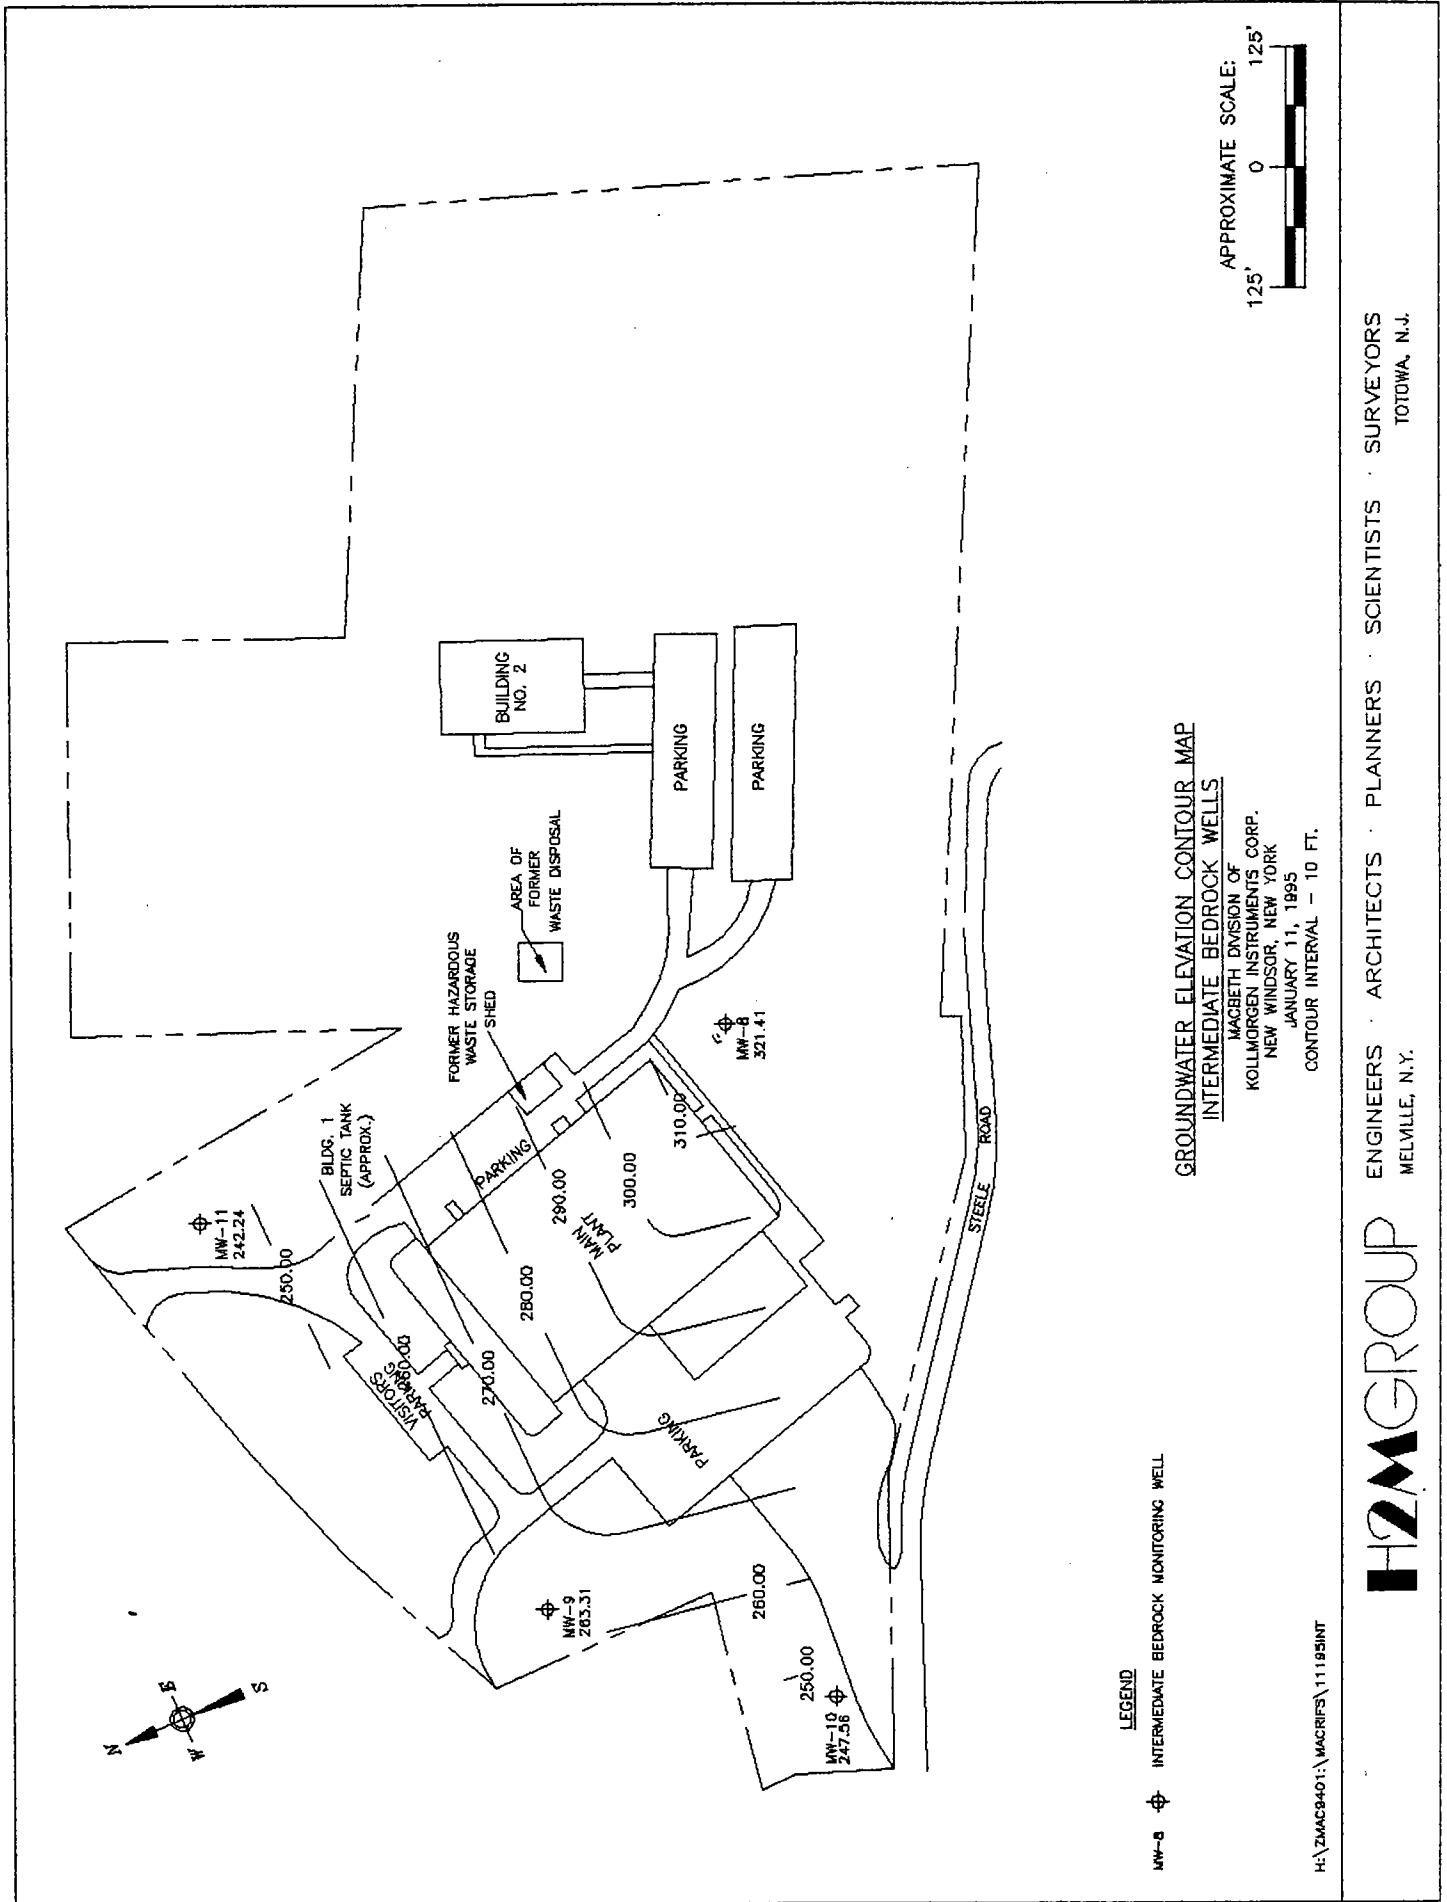 N
E
W
S
MW-11
242.24
250.00
BLDG. 1
SEPTIC TANK
(APPROX.)
FORMER HAZARDOUS
WASTE STORAGE
SHED
AREA OF
FORMER
WASTE DISPOSAL
BUILDING
NO. 2
PARKING
PARKING
PARKING
VISITORS
PARKING
260.00
270.00
280.00
290.00
300.00
310.00
MAIN
PLANT
MW-8
321.41
PARKING
MW-9
263.31
260.00
250.00
MW-10
247.56
STEELE ROAD
APPROXIMATE SCALE:
125' 0 125'
GROUNDWATER ELEVATION CONTOUR MAP
INTERMEDIATE BEDROCK WELLS
MACBETH DIVISION OF
KOLLMORGEN INSTRUMENTS CORP.
NEW WINDSOR, NEW YORK
JANUARY 11, 1995
CONTOUR INTERVAL - 10 FT.
LEGEND
MW-8 INTERMEDIATE BEDROCK MONITORING WELL
H:\ZMAC9401:\MACRIFS\11195INT
H2MGROUP
ENGINEERS · ARCHITECTS · PLANNERS · SCIENTISTS · SURVEYORS
MELVILLE, N.Y. TOTOWA, N.J.